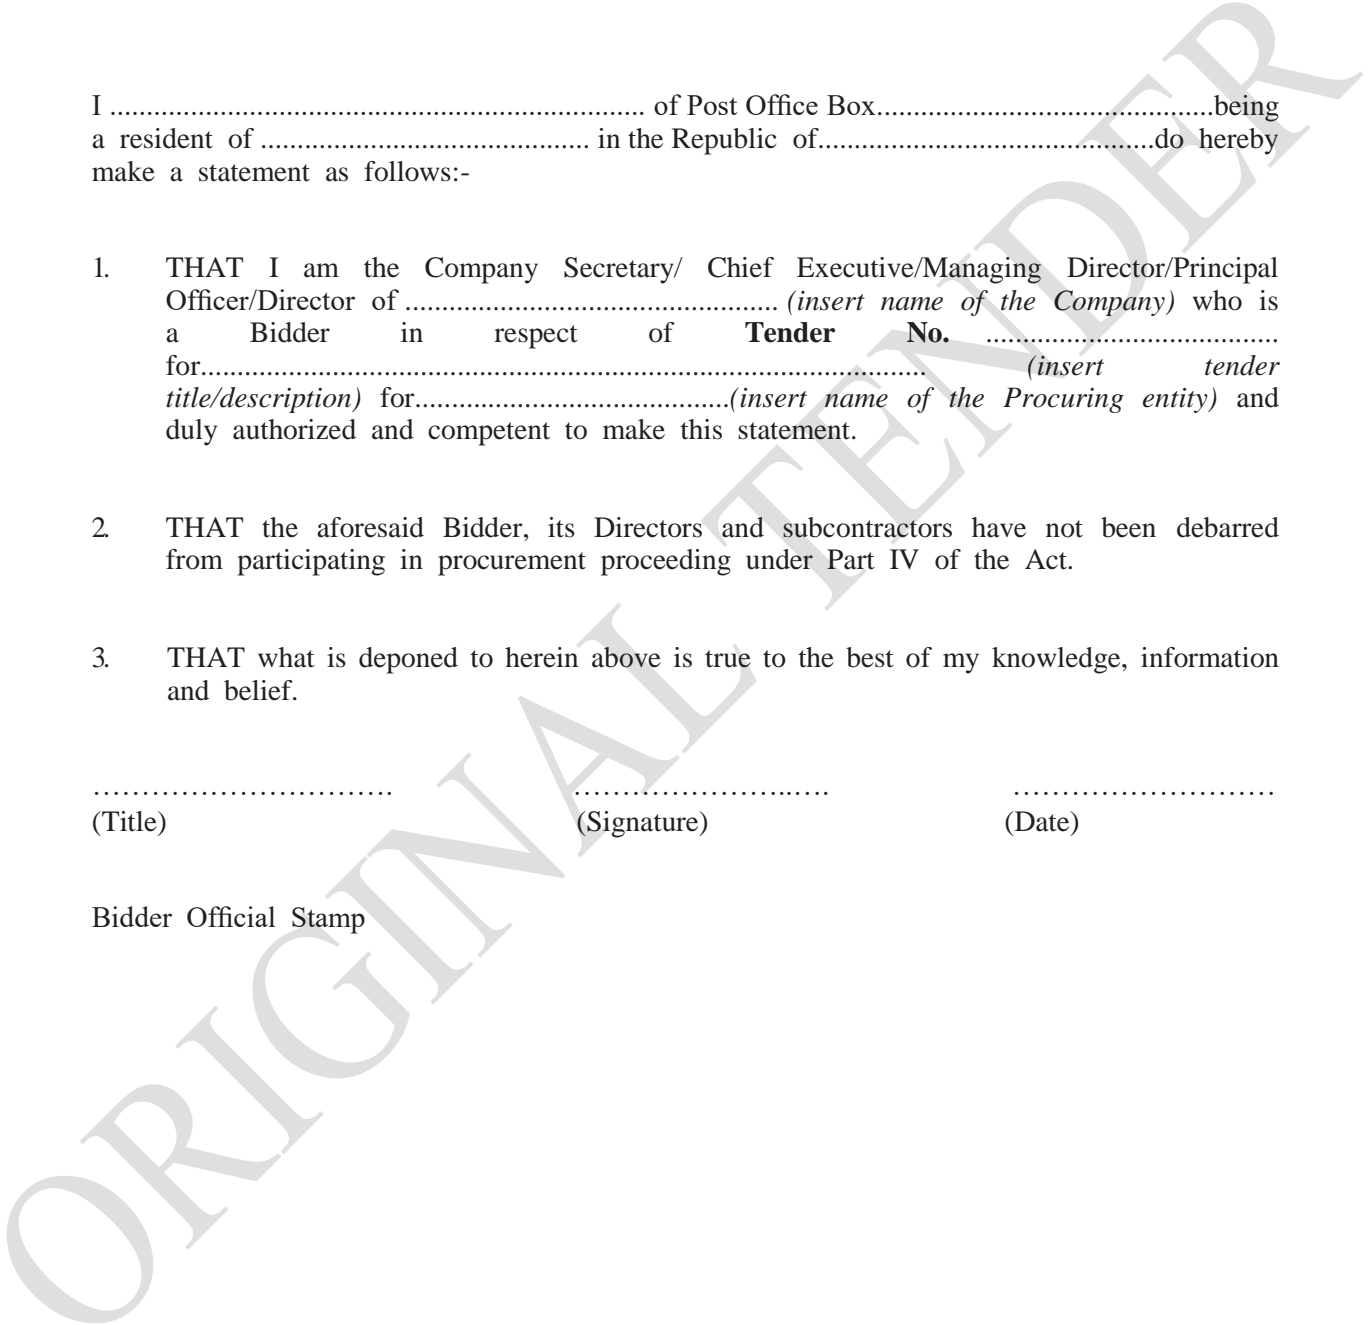 I ......................................................................... of Post Office Box..............................................being
a resident of ............................................. in the Republic of..............................................do hereby
make a statement as follows:-
1. THAT I am the Company Secretary/ Chief Executive/Managing Director/Principal
Officer/Director of ................................................... (insert name of the Company) who is
a Bidder in respect of Tender No. ........................................
for................................................................................................... (insert tender
title/description) for...........................................(insert name of the Procuring entity) and
duly authorized and competent to make this statement.
2. THAT the aforesaid Bidder, its Directors and subcontractors have not been debarred
from participating in procurement proceeding under Part IV of the Act.
3. THAT what is deponed to herein above is true to the best of my knowledge, information
and belief.
…………………………. …………………..…. ………………………
(Title) (Signature) (Date)
Bidder Official Stamp
ORIGINAL TENDER